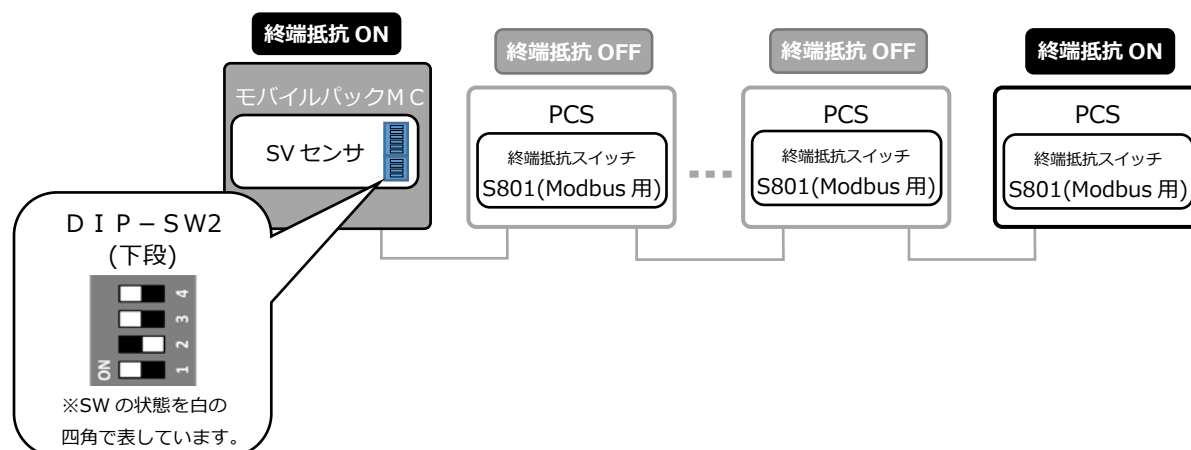 終端抵抗 ON
終端抵抗 OFF
終端抵抗 OFF
終端抵抗 ON
モバイルパックＭＣ
SV センサ
PCS
終端抵抗スイッチ
S801(Modbus 用)
PCS
終端抵抗スイッチ
S801(Modbus 用)
PCS
終端抵抗スイッチ
S801(Modbus 用)
ＤＩＰ－ＳＷ2
(下段)
4
3
2
1
ON
※SW の状態を白の
四角で表しています。